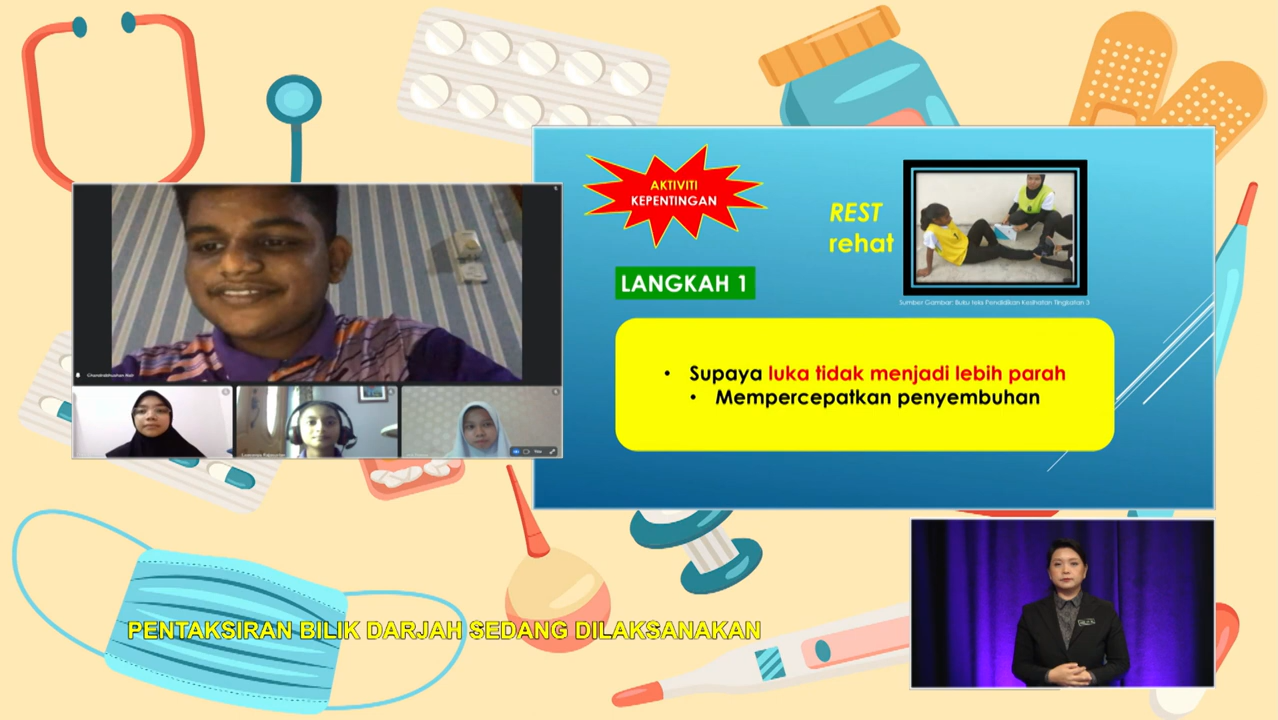 AKTIVITI
KEPENTINGAN
REST
rehat
LANGKAH 1
Sumber Gambar: Buku teks Pendidikan Kesihatan Tingkatan 3
• Supaya luka tidak menjadi lebih parah
• Mempercepatkan penyembuhan
PENTAKSIRAN BILIK DARJAH SEDANG DILAKSANAKAN